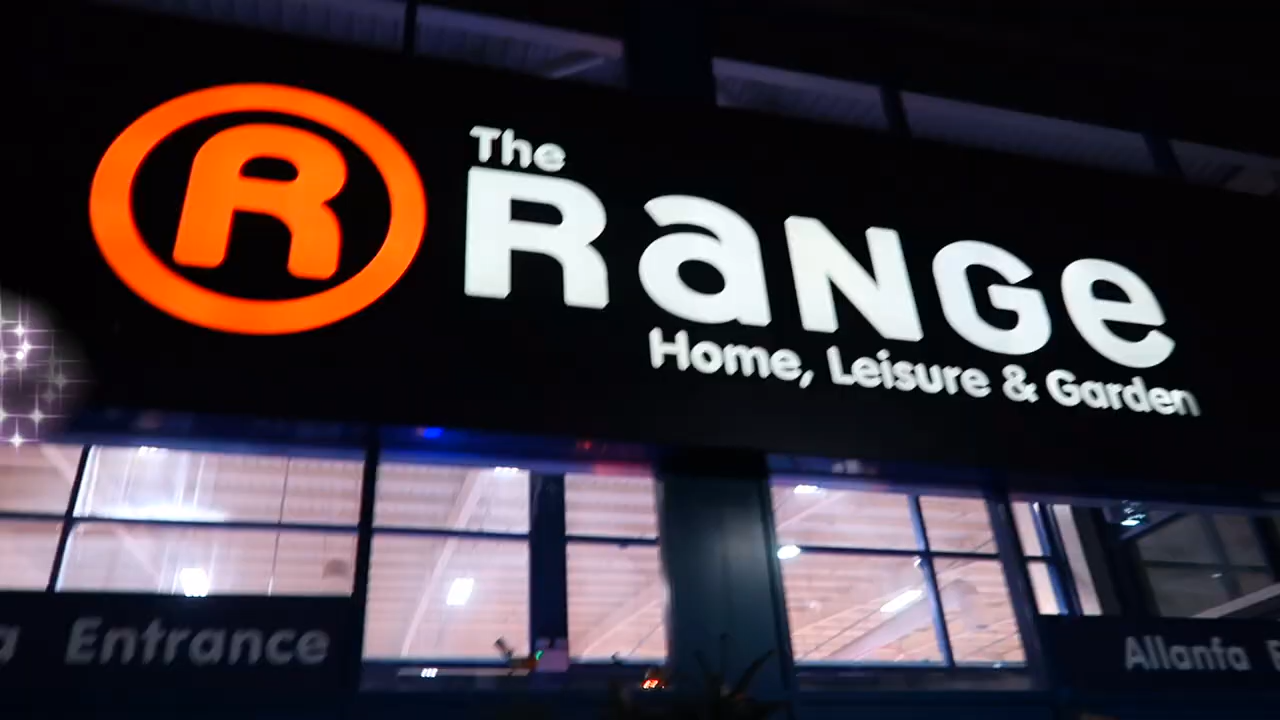 R
The
RaNGe
Home, Leisure & Garden
a Entrance
Allanfa